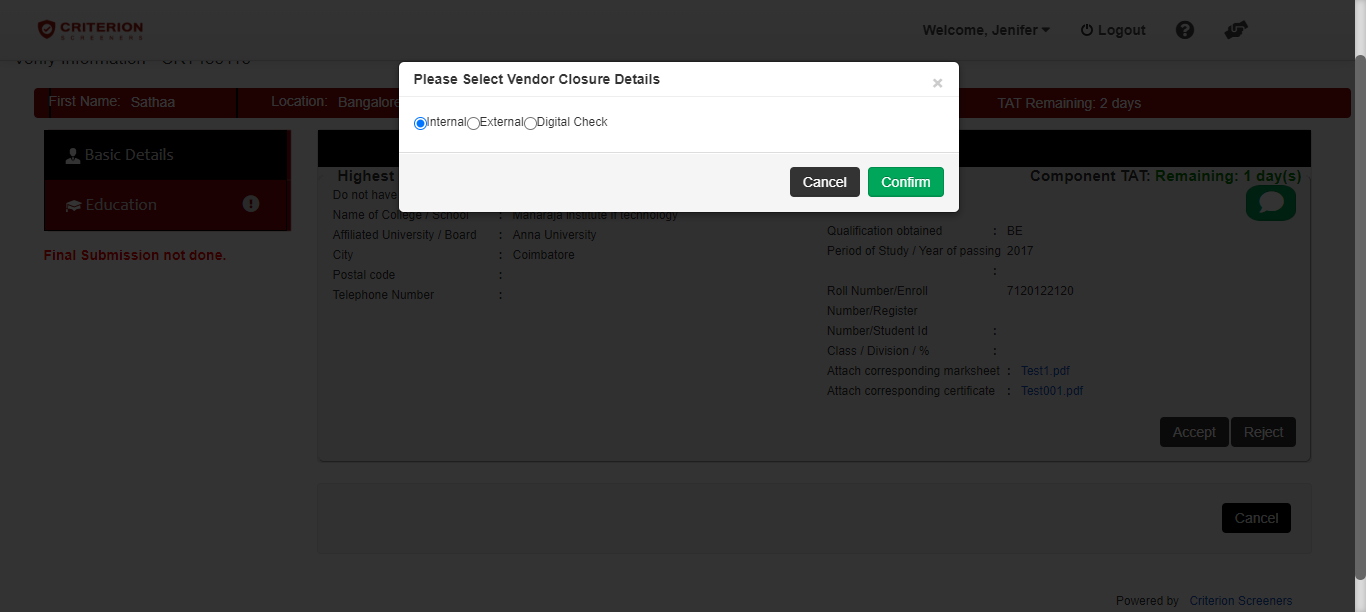 CRITERION
SCREENERS
Welcome, Jenifer
Logout
Please Select Vendor Closure Details
×
Internal External Digital Check
Cancel Confirm
First Name: Sathaa
Location: Bangalore
TAT Remaining: 2 days
Basic Details
Education
Final Submission not done.
Highest
Component TAT: Remaining: 1 day(s)
Do not have
Name of College / School : Maharaja Institute II technology
Affiliated University / Board : Anna University
City : Coimbatore
Postal code :
Telephone Number :
Qualification obtained : BE
Period of Study / Year of passing 2017
:
Roll Number/Enroll 7120122120
Number/Register
Number/Student Id :
Class / Division / % :
Attach corresponding marksheet : Test1.pdf
Attach corresponding certificate : Test001.pdf
Accept Reject
Cancel
Powered by Criterion Screeners